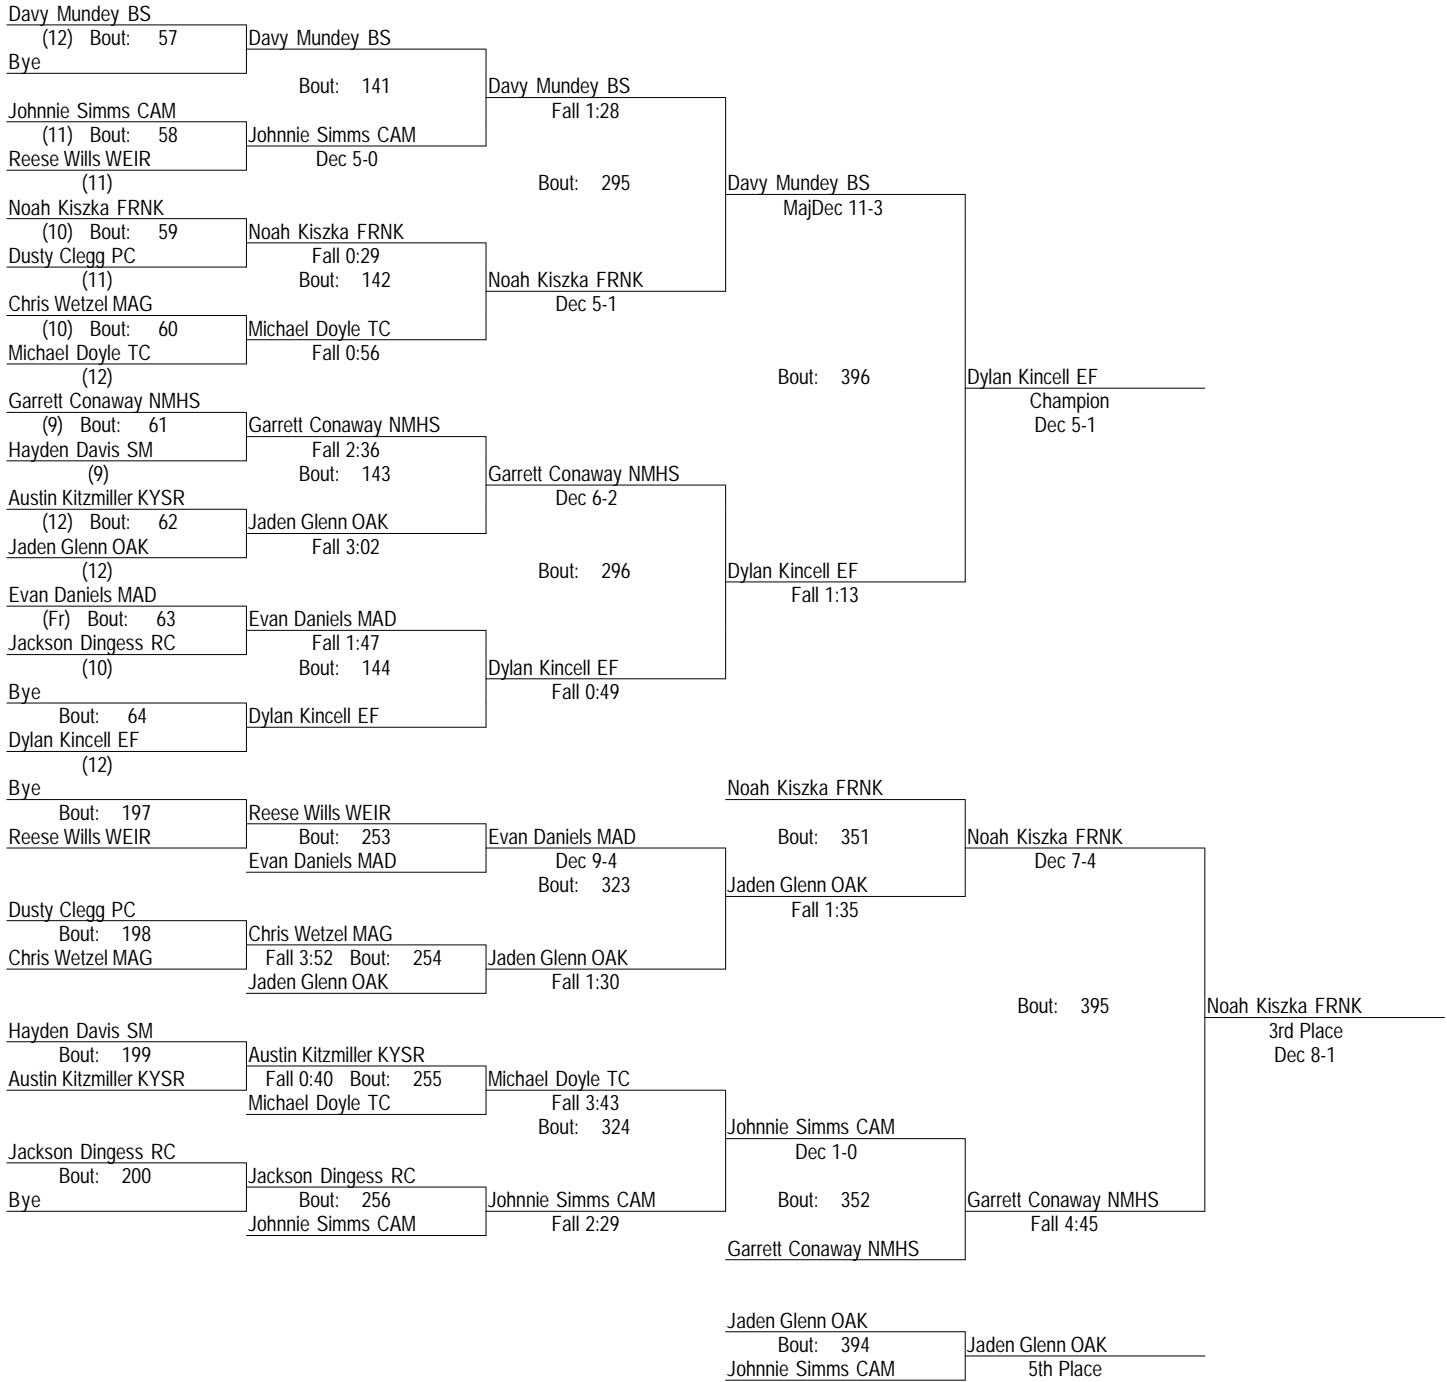 Davy Mundey BS
(12) Bout: 57
Bye
Johnnie Simms CAM
(11) Bout: 58
Reese Wills WEIR
(11)
Noah Kiszka FRNK
(10) Bout: 59
Dusty Clegg PC
(11)
Chris Wetzel MAG
(10) Bout: 60
Michael Doyle TC
(12)
Garrett Conaway NMHS
(9) Bout: 61
Hayden Davis SM
(9)
Austin Kitzmiller KYSR
(12) Bout: 62
Jaden Glenn OAK
(12)
Evan Daniels MAD
(Fr) Bout: 63
Jackson Dingess RC
(10)
Bye
Bout: 64
Dylan Kincell EF
(12)
Davy Mundey BS
Bout: 141
Johnnie Simms CAM
Dec 5-0
Noah Kiszka FRNK
Fall 0:29
Bout: 142
Michael Doyle TC
Fall 0:56
Garrett Conaway NMHS
Fall 2:36
Bout: 143
Jaden Glenn OAK
Fall 3:02
Evan Daniels MAD
Fall 1:47
Bout: 144
Dylan Kincell EF
Davy Mundey BS
Fall 1:28
Bout: 295
Noah Kiszka FRNK
Dec 5-1
Garrett Conaway NMHS
Dec 6-2
Bout: 296
Dylan Kincell EF
Fall 0:49
Davy Mundey BS
MajDec 11-3
Bout: 396
Dylan Kincell EF
Fall 1:13
Dylan Kincell EF
Champion
Dec 5-1
Bye
Bout: 197
Reese Wills WEIR
Dusty Clegg PC
Bout: 198
Chris Wetzel MAG
Hayden Davis SM
Bout: 199
Austin Kitzmiller KYSR
Jackson Dingess RC
Bout: 200
Bye
Reese Wills WEIR
Bout: 253
Evan Daniels MAD
Chris Wetzel MAG
Fall 3:52 Bout: 254
Jaden Glenn OAK
Austin Kitzmiller KYSR
Fall 0:40 Bout: 255
Michael Doyle TC
Jackson Dingess RC
Bout: 256
Johnnie Simms CAM
Evan Daniels MAD
Dec 9-4
Bout: 323
Jaden Glenn OAK
Fall 1:30
Michael Doyle TC
Fall 3:43
Bout: 324
Johnnie Simms CAM
Fall 2:29
Noah Kiszka FRNK
Bout: 351
Jaden Glenn OAK
Fall 1:35
Johnnie Simms CAM
Dec 1-0
Bout: 352
Garrett Conaway NMHS
Noah Kiszka FRNK
Dec 7-4
Bout: 395
Garrett Conaway NMHS
Fall 4:45
Noah Kiszka FRNK
3rd Place
Dec 8-1
Jaden Glenn OAK
Bout: 394
Johnnie Simms CAM
Jaden Glenn OAK
5th Place